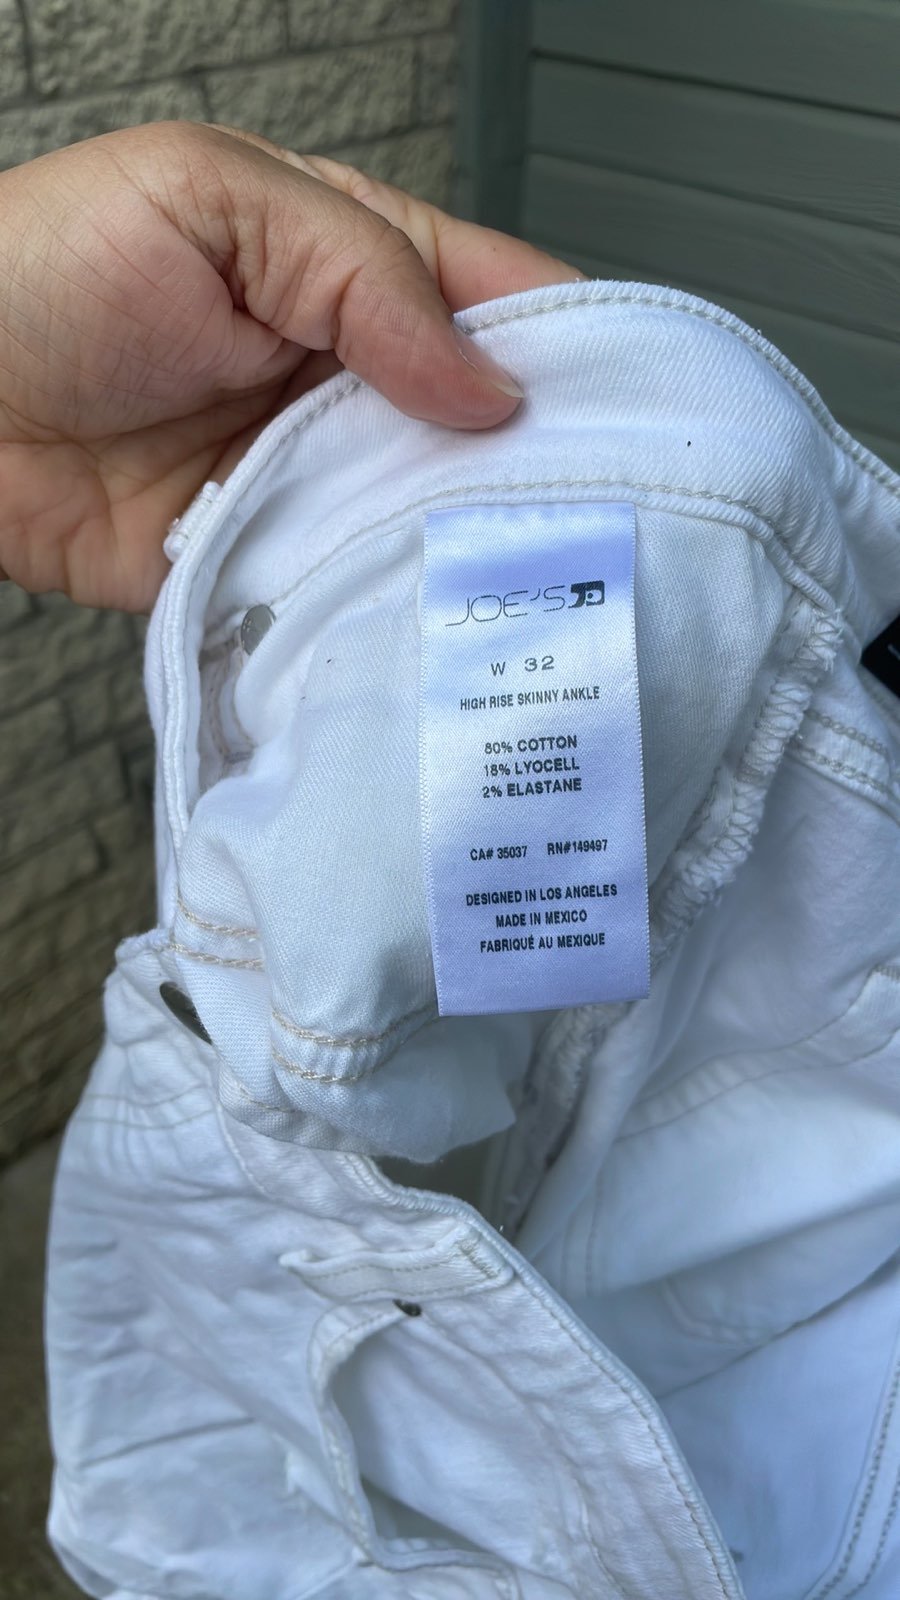 JOE'S
W 32
HIGH RISE SKINNY ANKLE
80% COTTON
18% LYOCELL
2% ELASTANE
CA# 35037 RN#149497
DESIGNED IN LOS ANGELES
MADE IN MEXICO
FABRIQUÉ AU MEXIQUE